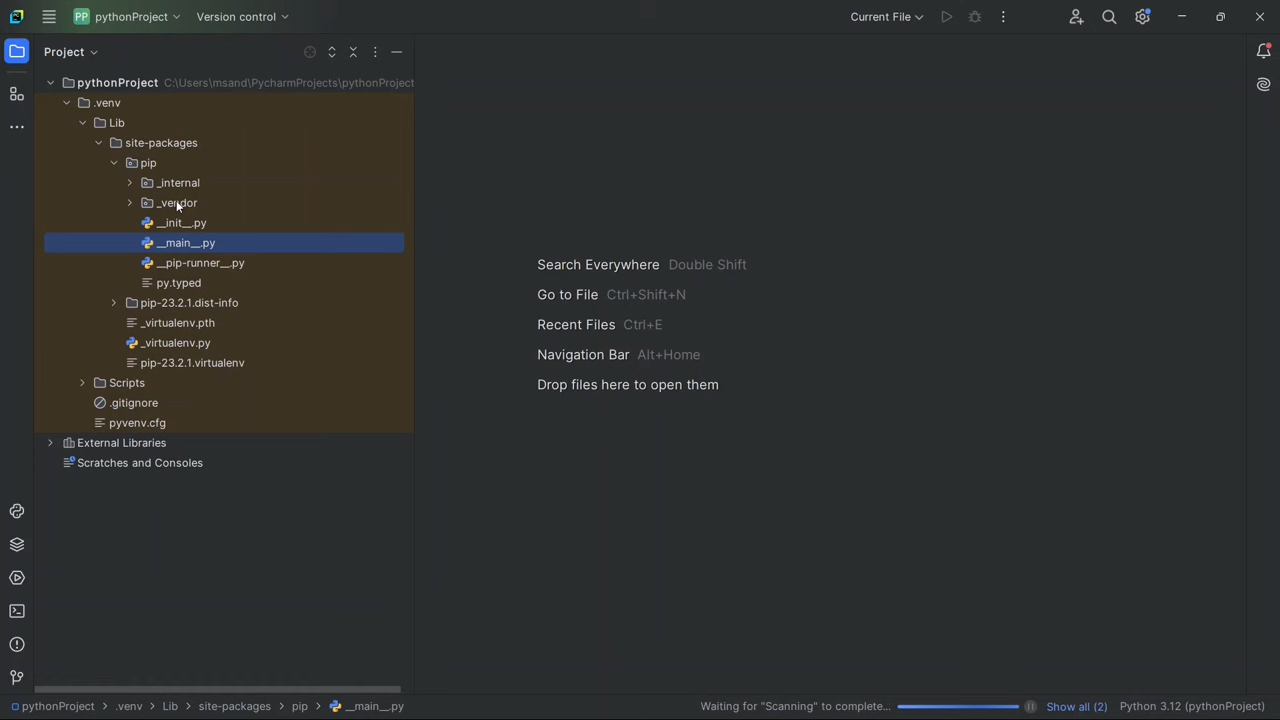 PP pythonProject Version control Current File
Project
pythonProject C:\Users\msand\PycharmProjects\pythonProject
.venv
Lib
site-packages
pip
_internal
_vendor
__init__.py
__main__.py
__pip-runner__.py
py.typed
pip-23.2.1.dist-info
_virtualenv.pth
_virtualenv.py
pip-23.2.1.virtualenv
Scripts
.gitignore
pyvenv.cfg
External Libraries
Scratches and Consoles
Search Everywhere Double Shift
Go to File Ctrl+Shift+N
Recent Files Ctrl+E
Navigation Bar Alt+Home
Drop files here to open them
pythonProject > .venv > Lib > site-packages > pip > __main__.py Waiting for "Scanning" to complete... Show all (2) Python 3.12 (pythonProject)